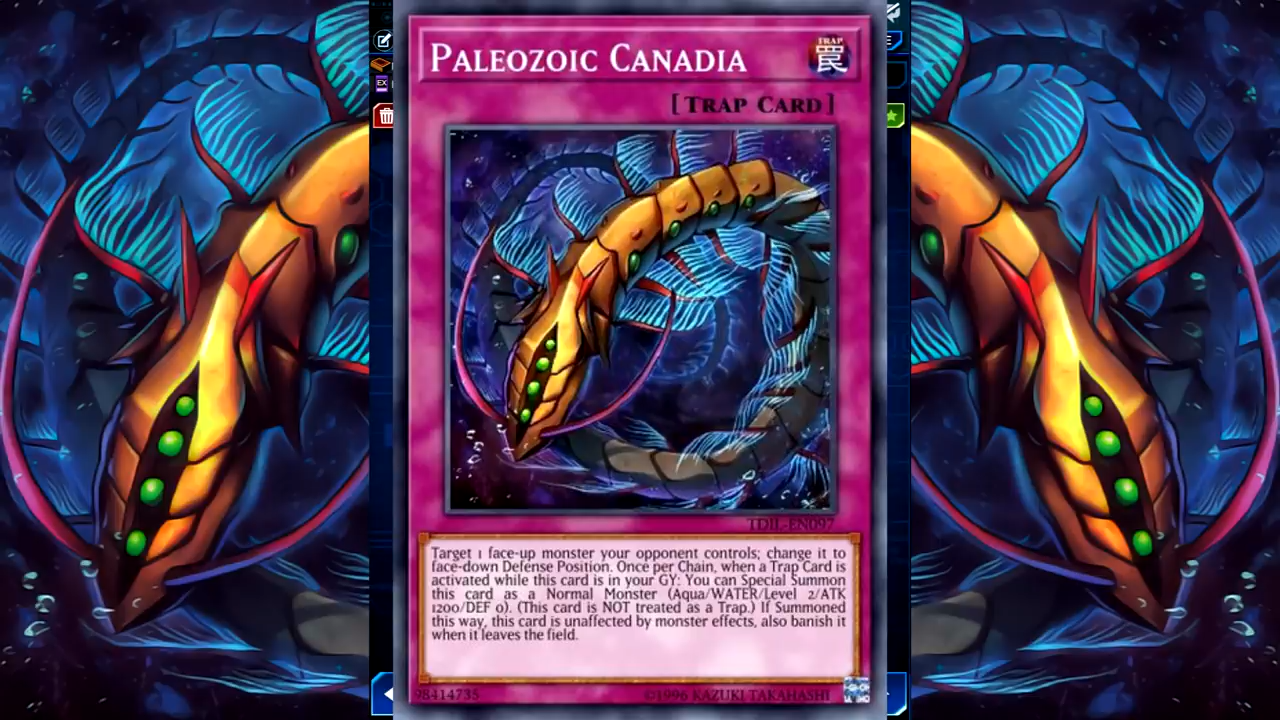 PALEOZOIC CANADIA
TRAP
罠
[TRAP CARD]
EX
TDIL-EN097
Target 1 face-up monster your opponent controls; change it to
face-down Defense Position. Once per Chain, when a Trap Card is
activated while this card is in your GY: You can Special Summon
this card as a Normal Monster (Aqua/WATER/Level 2/ATK
1200/DEF 0). (This card is NOT treated as a Trap.) If Summoned
this way, this card is unaffected by monster effects, also banish it
when it leaves the field.
98414735
©1996 KAZUKI TAKAHASHI